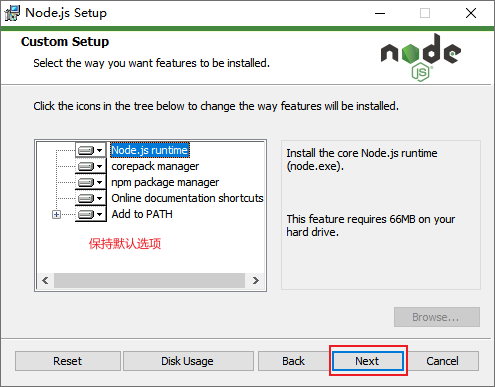 Node.js Setup
Custom Setup
Select the way you want features to be installed.
node
JS
Click the icons in the tree below to change the way features will be installed.
Node.js runtime
corepack manager
npm package manager
Online documentation shortcuts
Add to PATH
保持默认选项
Install the core Node.js runtime
(node.exe).
This feature requires 66MB on your
hard drive.
Browse...
Reset
Disk Usage
Back
Next
Cancel